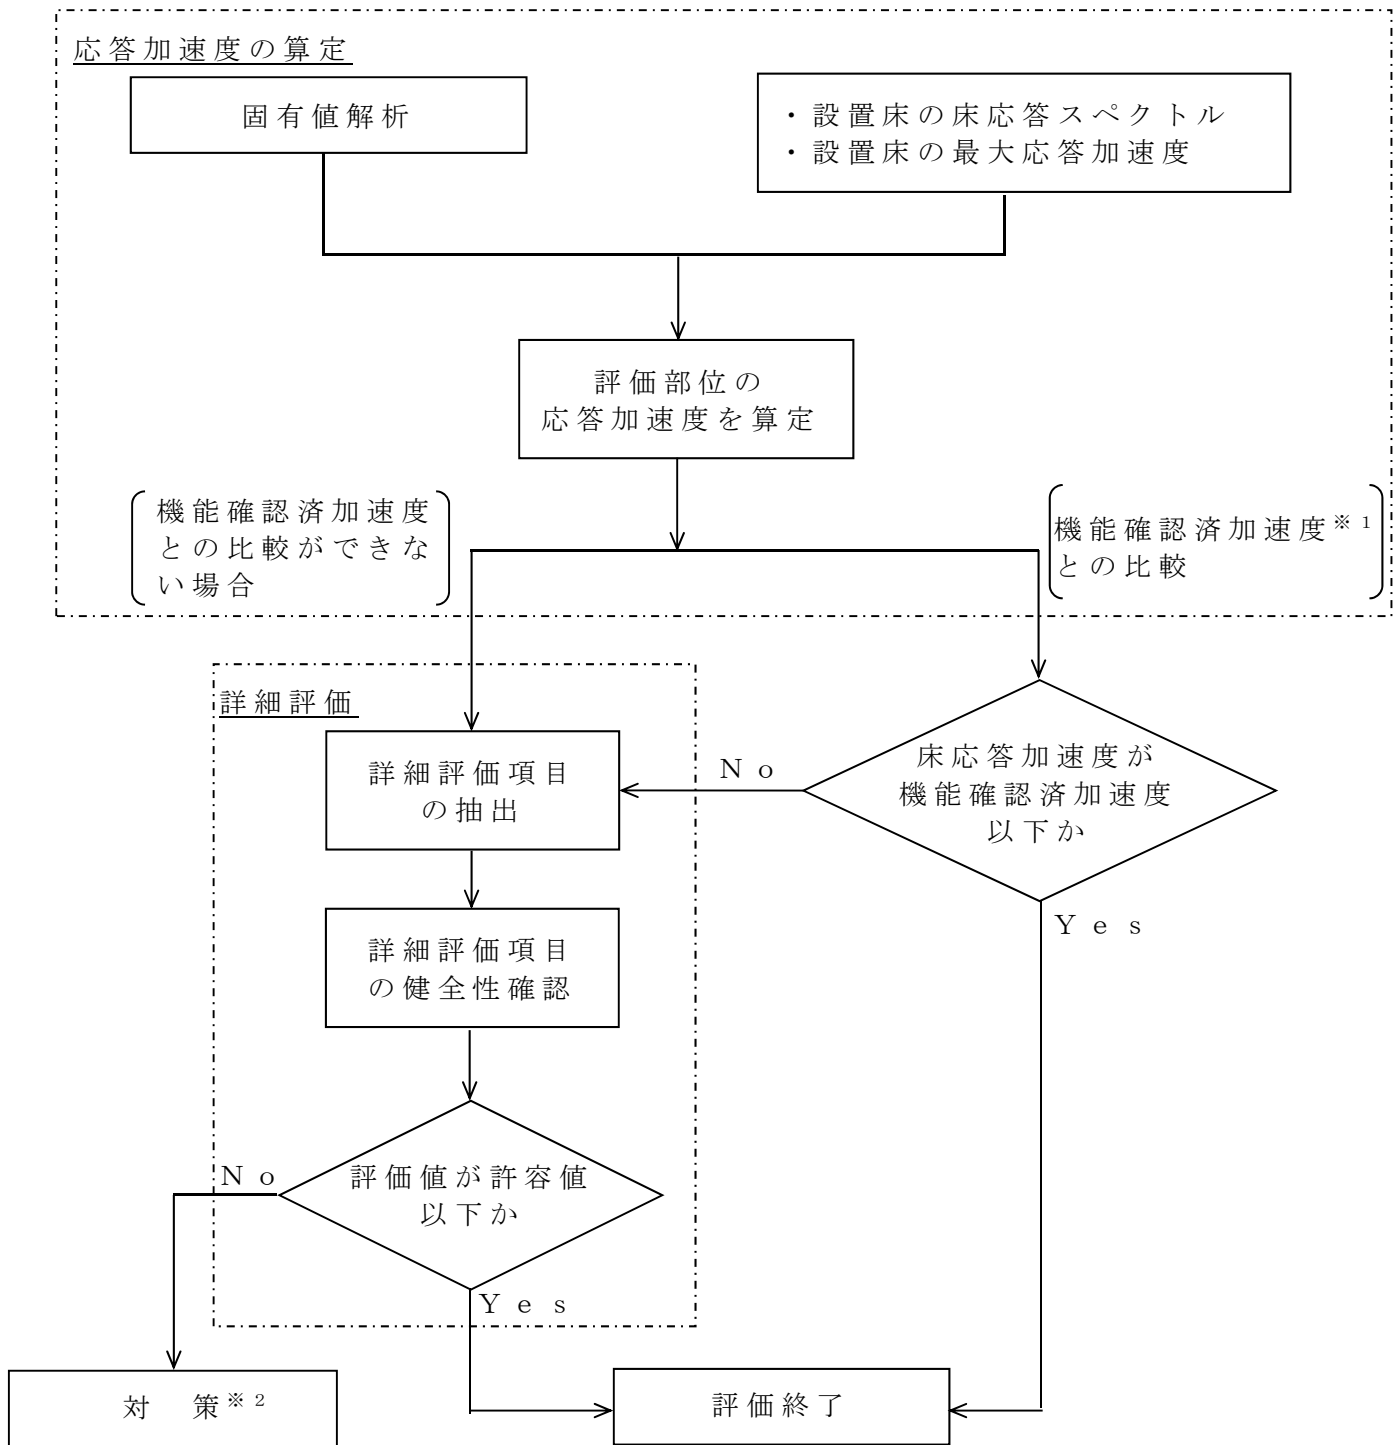 応答加速度の算定
固有値解析
・設置床の床応答スペクトル
・設置床の最大応答加速度
評価部位の
応答加速度を算定
機能確認済加速度
との比較ができな
い場合
機能確認済加速度※1
との比較
詳細評価
詳細評価項目
の抽出
No
床応答加速度が
機能確認済加速度
以下か
Yes
詳細評価項目
の健全性確認
No
評価値が許容値
以下か
Yes
対　策※2
評価終了